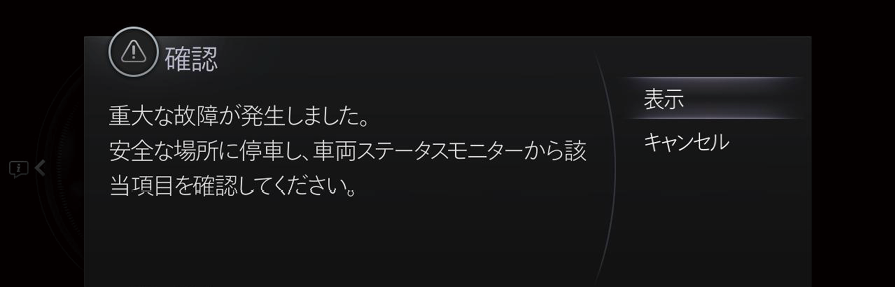 確認
重大な故障が発生しました。
安全な場所に停車し、車両ステータスモニターから該
当項目を確認してください。
表示
キャンセル